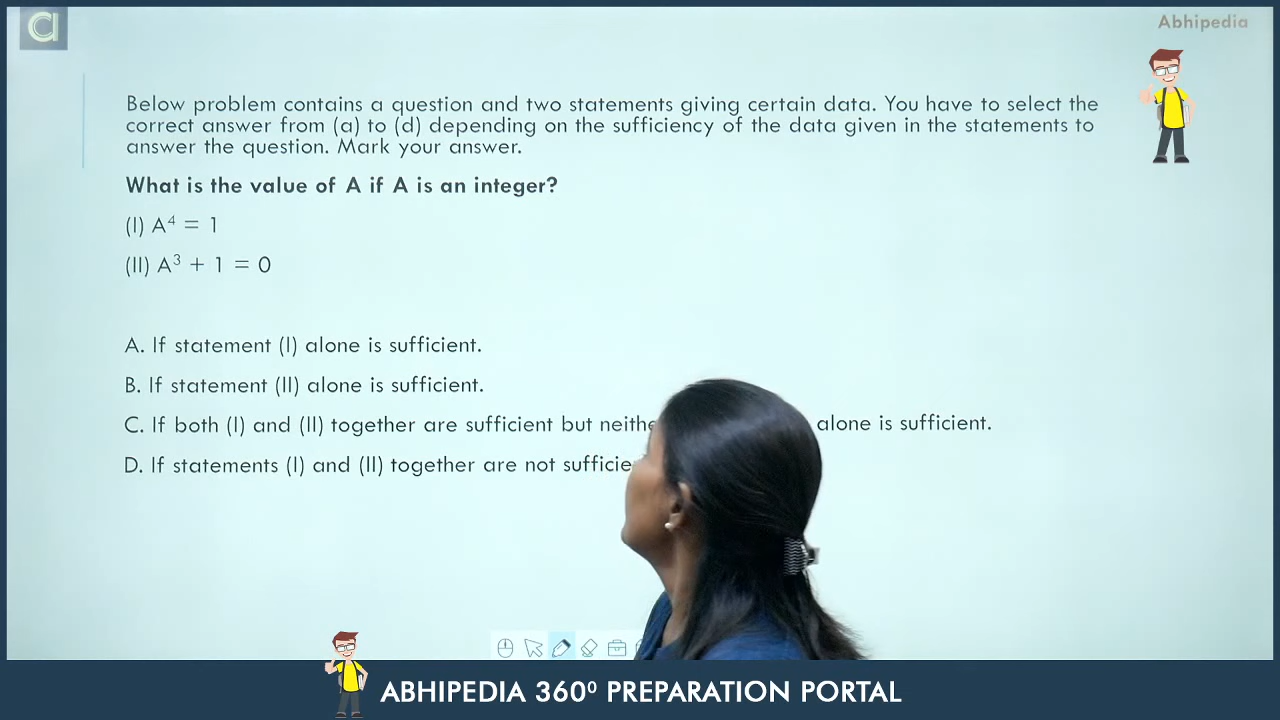 Abhipedia
Below problem contains a question and two statements giving certain data. You have to select the
correct answer from (a) to (d) depending on the sufficiency of the data given in the statements to
answer the question. Mark your answer.
What is the value of A if A is an integer?
(I) A⁴ = 1
(II) A³ + 1 = 0
A. If statement (I) alone is sufficient.
B. If statement (II) alone is sufficient.
C. If both (I) and (II) together are sufficient but alone is sufficient.
D. If statements (I) and (II) together are not
ABHIPEDIA 360⁰ PREPARATION PORTAL